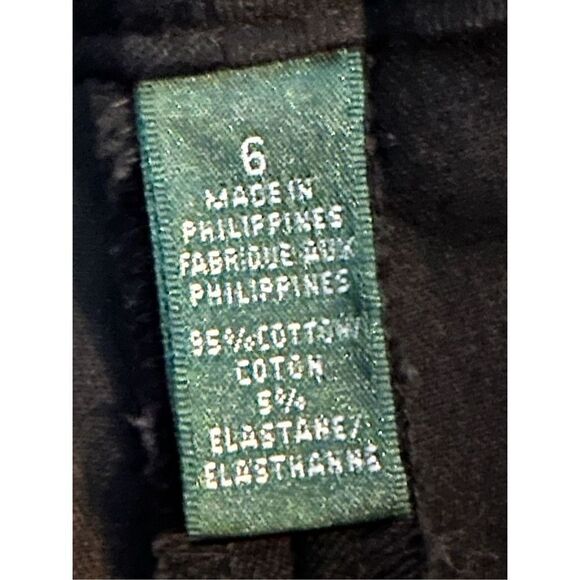 6
MADE IN
PHILIPPINES
FABRIQUE AUX
PHILIPPINES
95% COTTON/
COTON
5%
ELASTANE/
ELASTHANNE